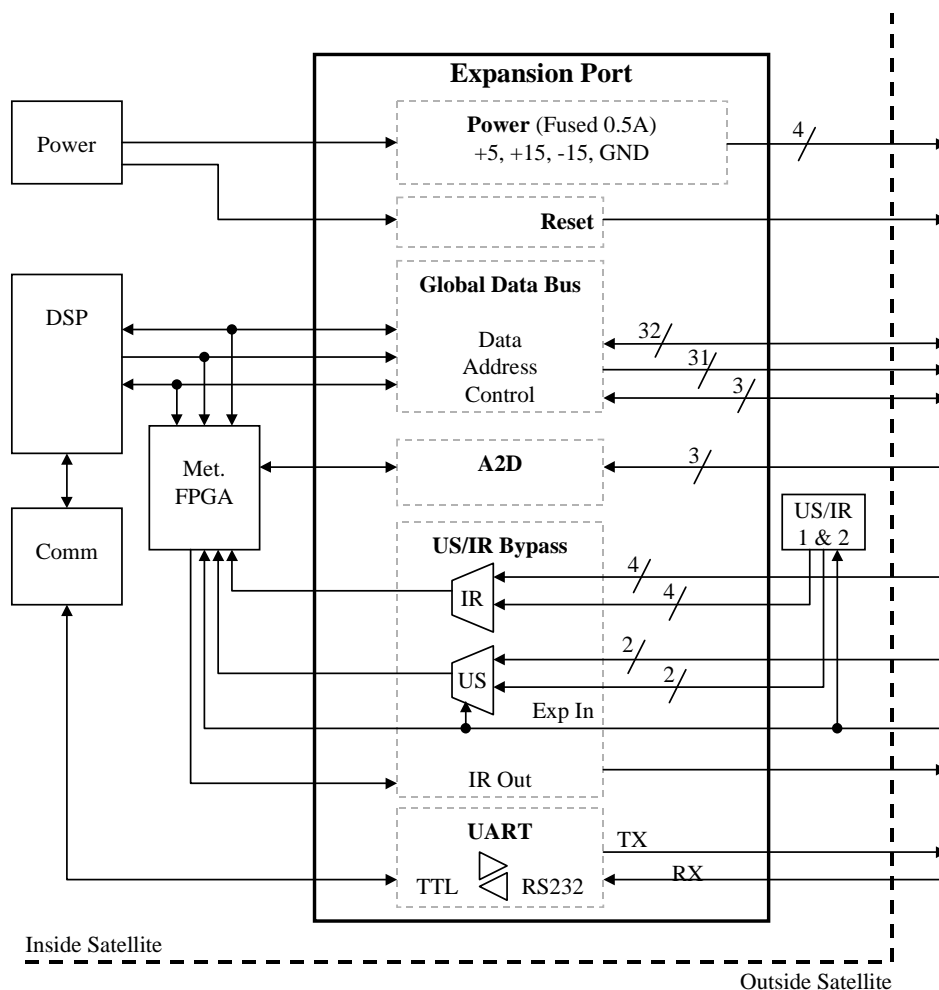 Expansion Port
Power
Power (Fused 0.5A)
+5, +15, -15, GND
4
Reset
DSP
Global Data Bus
Data
Address
Control
32
31
3
Met.
FPGA
A2D
3
Comm
US/IR Bypass
US/IR
1 & 2
IR
4
4
US
2
2
Exp In
IR Out
UART
TTL
RS232
TX
RX
Inside Satellite
Outside Satellite